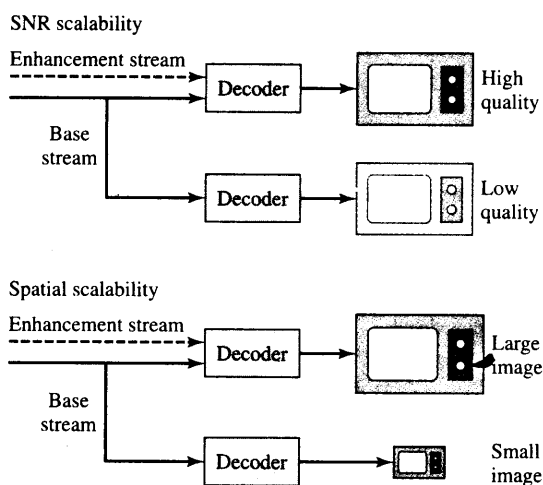 SNR scalability
Enhancement stream
Decoder
High
quality
Base
stream
Decoder
Low
quality
Spatial scalability
Enhancement stream
Decoder
Large
image
Base
stream
Decoder
Small
image